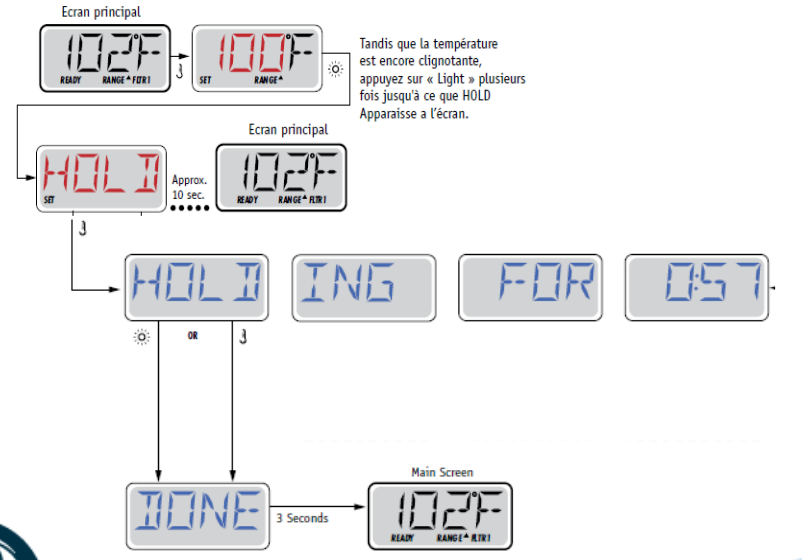 Ecran principal
102°F
READY RANGE FLTR1
100°F
SET RANGE
Tandis que la température
est encore clignotante,
appuyez sur « Light » plusieurs
fois jusqu'à ce que HOLD
Apparaisse a l'écran.
Ecran principal
HOLD
SET
Approx.
10 sec.
102°F
READY RANGE FLTR1
HOLD
ING
FOR
0:57
OR
DONE
3 Seconds
Main Screen
102°F
READY RANGE FLTR1